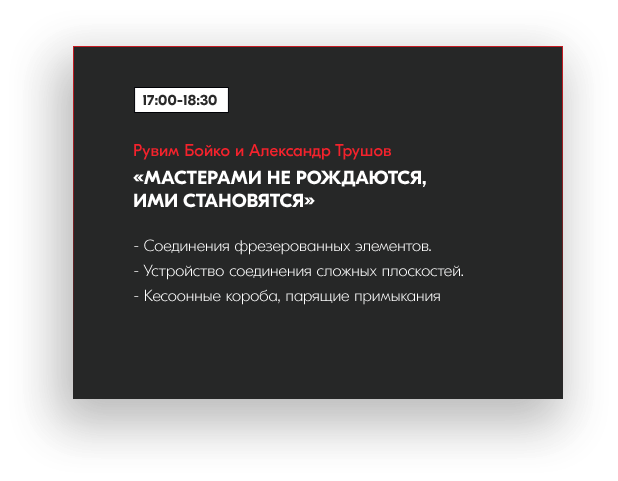 17:00-18:30
Рувим Бойко и Александр Трушов
«МАСТЕРАМИ НЕ РОЖДАЮТСЯ,
ИМИ СТАНОВЯТСЯ»
- Соединения фрезерованных элементов.
- Устройство соединения сложных плоскостей.
- Кесоонные короба, парящие примыкания